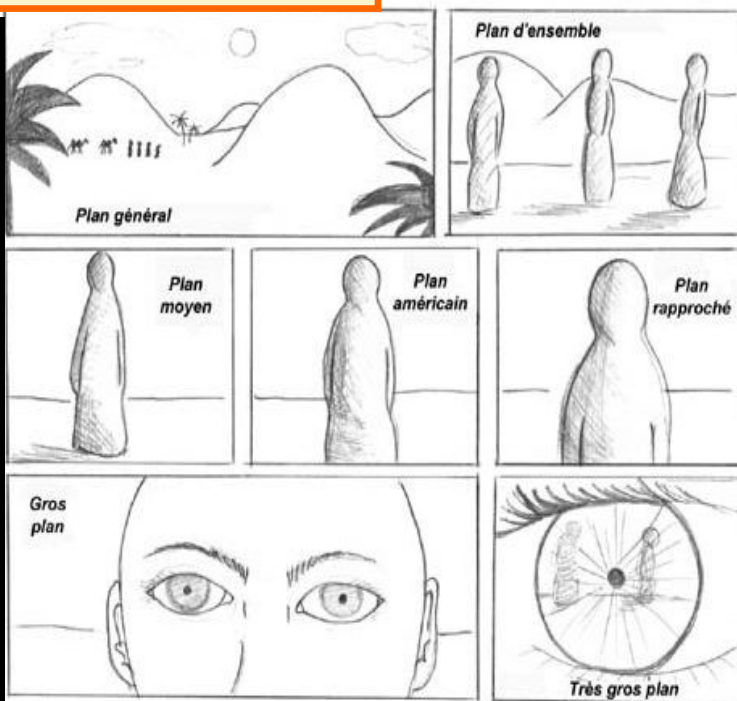 Plan général
Plan d'ensemble
Plan
moyen
Plan
américain
Plan
rapproché
Gros
plan
Très gros plan